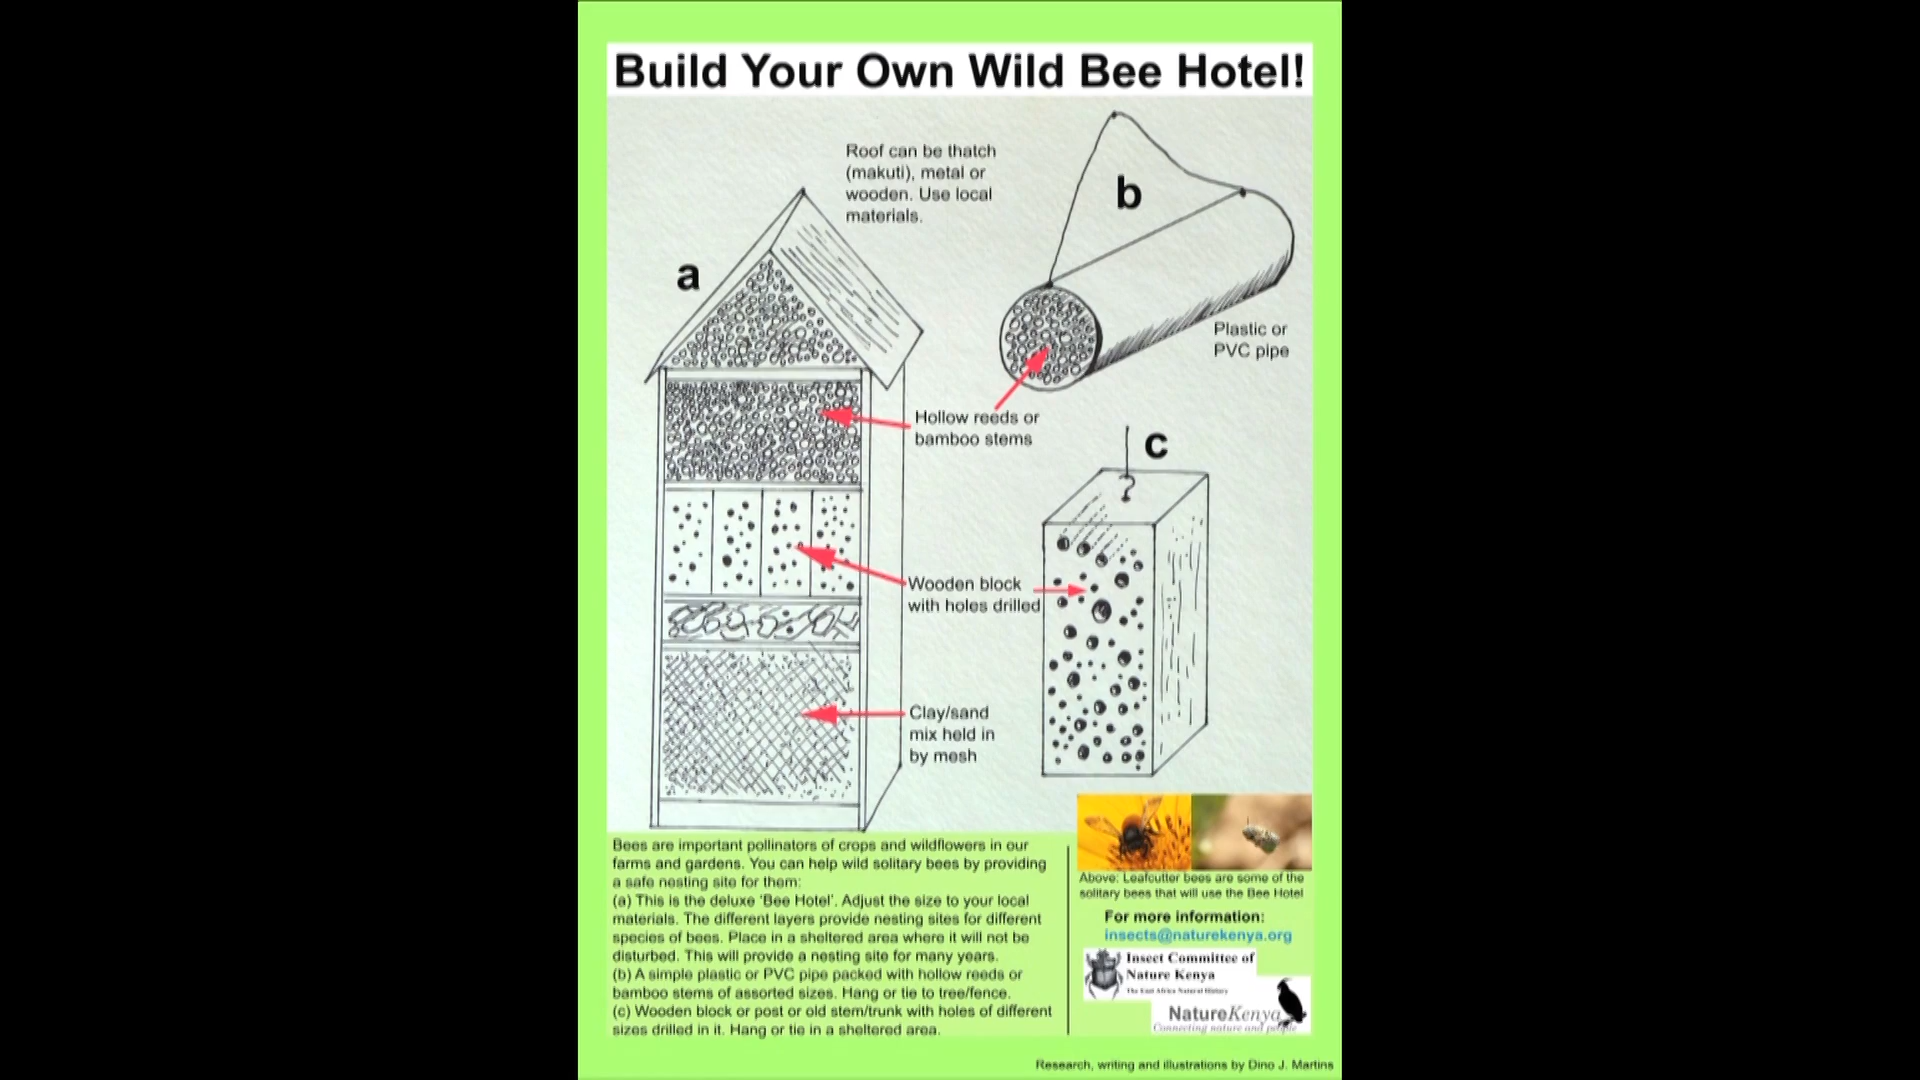 Build Your Own Wild Bee Hotel!
Roof can be thatch
(makuti), metal or
wooden. Use local
materials.
a
b
Plastic or
PVC pipe
Hollow reeds or
bamboo stems
c
Wooden block
with holes drilled
Clay/sand
mix held in
by mesh
Bees are important pollinators of crops and wildflowers in our
farms and gardens. You can help wild solitary bees by providing
a safe nesting site for them:
(a) This is the deluxe 'Bee Hotel'. Adjust the size to your local
materials. The different layers provide nesting sites for different
species of bees. Place in a sheltered area where it will not be
disturbed. This will provide a nesting site for many years.
(b) A simple plastic or PVC pipe packed with hollow reeds or
bamboo stems of assorted sizes. Hang or tie to tree/fence.
(c) Wooden block or post or old stem/trunk with holes of different
sizes drilled in it. Hang or tie in a sheltered area.
Above: Leafcutter bees are some of the
solitary bees that will use the Bee Hotel
For more information:
insects@naturekenya.org
Insect Committee of
Nature Kenya
The East Africa Natural History
NatureKenya
Connecting nature and people
Research, writing and illustrations by Dino J. Martins